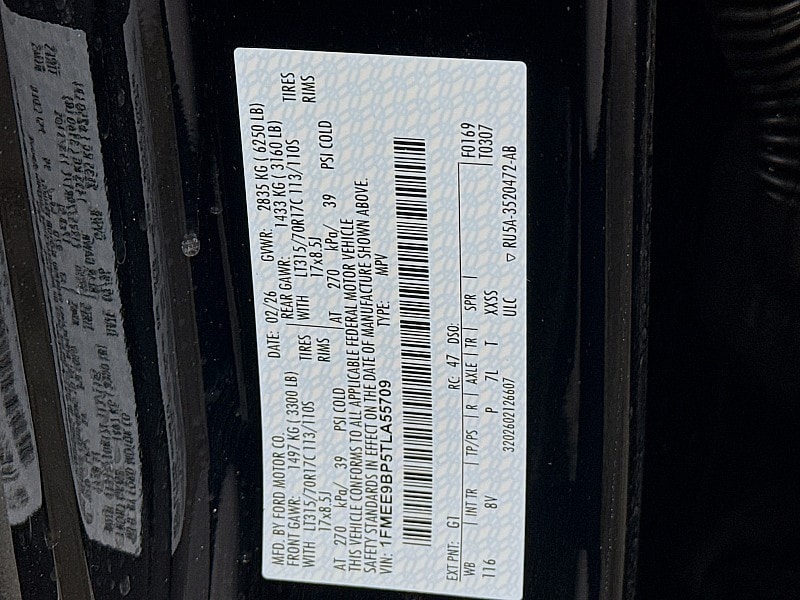 MFD. BY FORD MOTOR CO.
DATE: 02/26 GVWR: 2835 KG ( 6250 LB)
FRONT GAWR: 1497 KG ( 3300 LB) REAR GAWR: 1433 KG ( 3160 LB)
WITH LT315/70R17C 113/110S TIRES WITH LT315/70R17C 113/110S TIRES
17x8.5J RIMS 17x8.5J RIMS
AT 270 kPa/ 39 PSI COLD AT 270 kPa/ 39 PSI COLD
THIS VEHICLE CONFORMS TO ALL APPLICABLE FEDERAL MOTOR VEHICLE
SAFETY STANDARDS IN EFFECT ON THE DATE OF MANUFACTURE SHOWN ABOVE.
VIN: 1FMEE9BP5TLA55709 TYPE: MPV
EXT PNT: G1 RC: 47 DSO: F0169
WB | INT TR | TP/PS | R | AXLE | TR | SPR | T0307
116 8V P 7L T XXSS
3202602126607 ULC ▽ RU5A-3520472-AB